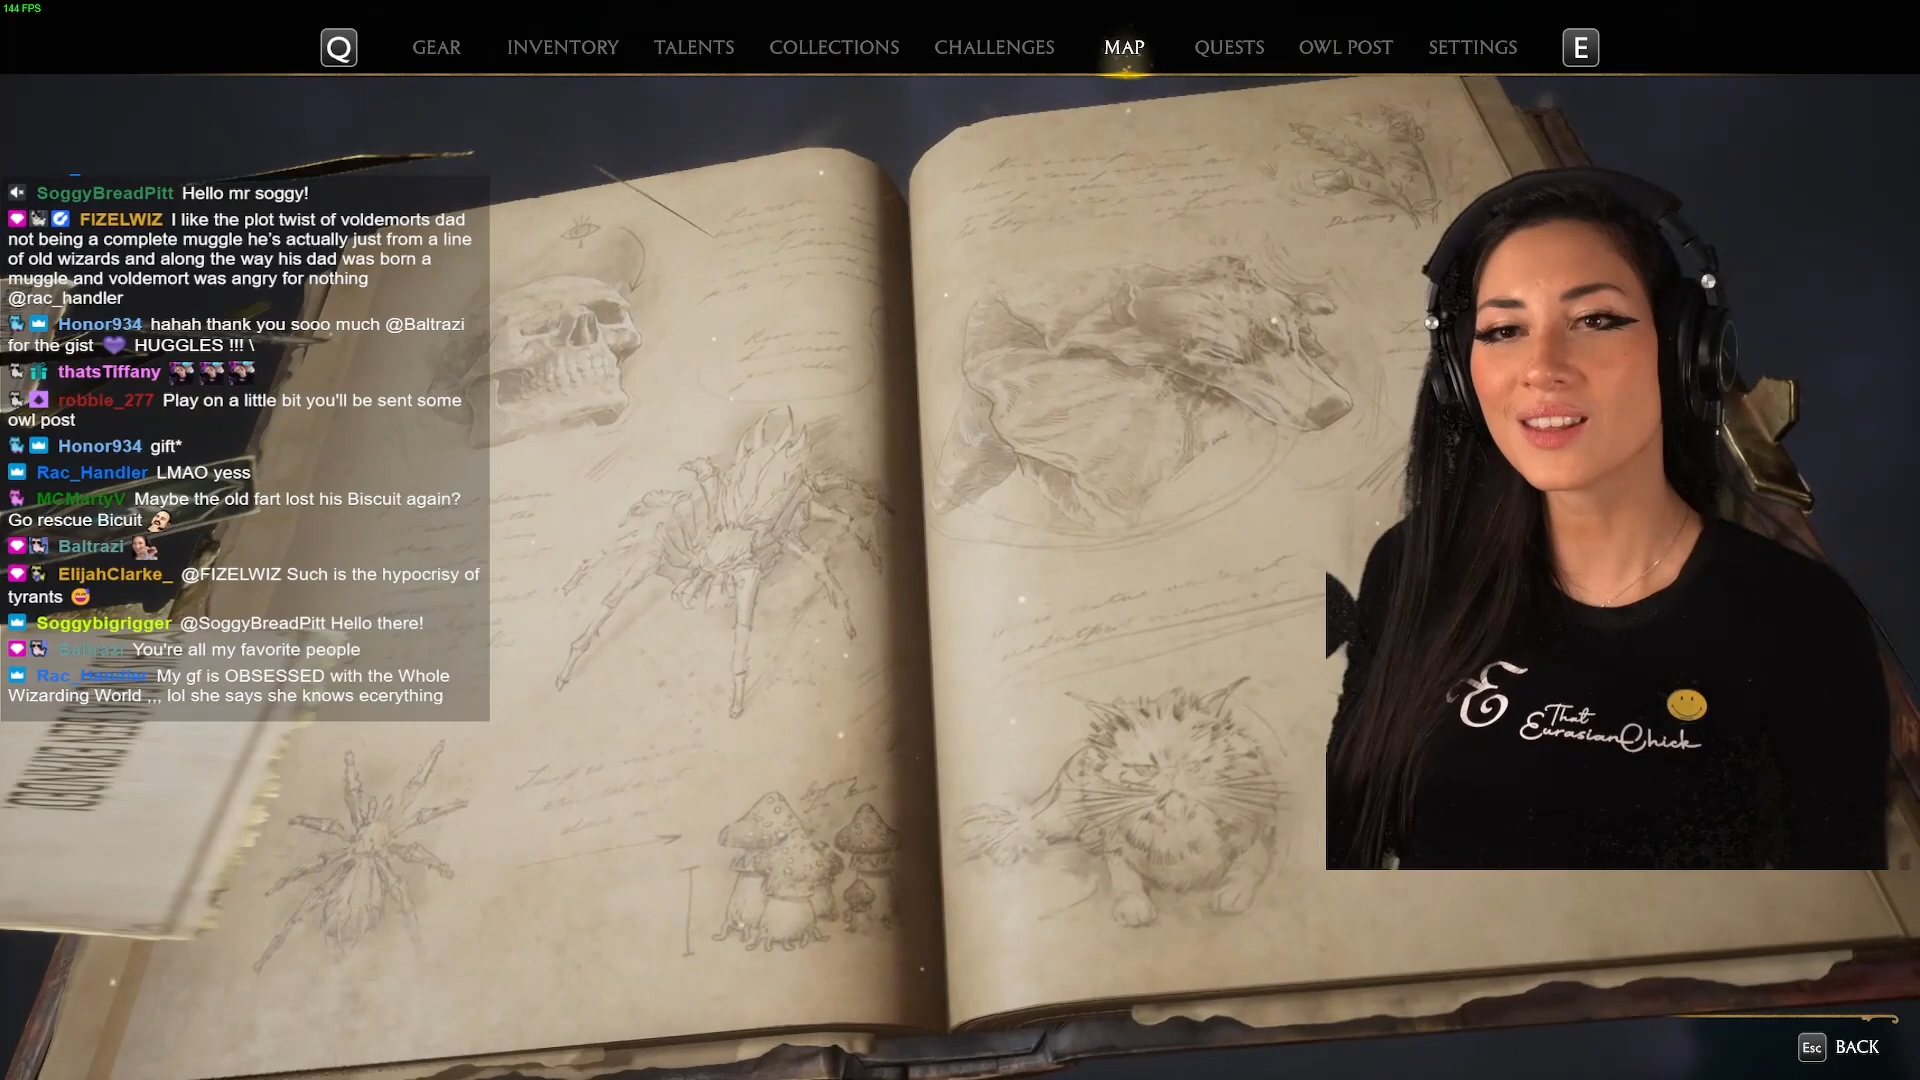 144 FPS
Q GEAR INVENTORY TALENTS COLLECTIONS CHALLENGES MAP QUESTS OWL POST SETTINGS E
SoggyBreadPitt Hello mr soggy!
FIZELWIZ I like the plot twist of voldemorts dad
not being a complete muggle he's actually just from a line
of old wizards and along the way his dad was born a
muggle and voldemort was angry for nothing
@rac_handler
Honor934 hahah thank you sooo much @Baltrazi
for the gist 💜 HUGGLES !!! \
thatsTiffany
robbie_277 Play on a little bit you'll be sent some
owl post
Honor934 gift*
Rac_Handler LMAO yess
MCMartyV Maybe the old fart lost his Biscuit again?
Go rescue Bicuit
Baltrazi
ElijahClarke_ @FIZELWIZ Such is the hypocrisy of
tyrants 😅
Soggybigrigger @SoggyBreadPitt Hello there!
Baltrazi You're all my favorite people
Rac_Handler My gf is OBSESSED with the Whole
Wizarding World ,,, lol she says she knows ecerything
E
That
EurasianChick
Esc BACK